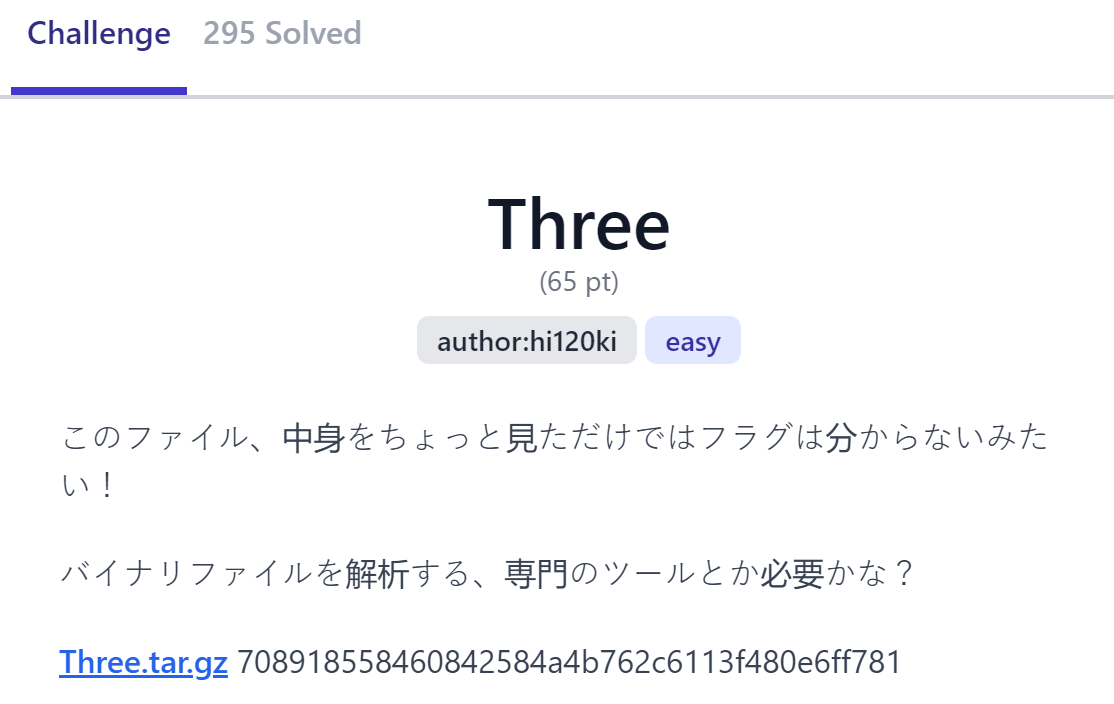 Challenge 295 Solved
Three
(65 pt)
author:hi120ki easy
このファイル、中身をちょっと見ただけではフラグは分からないみた
い！
バイナリファイルを解析する、専門のツールとか必要かな？
Three.tar.gz 708918558460842584a4b762c6113f480e6ff781